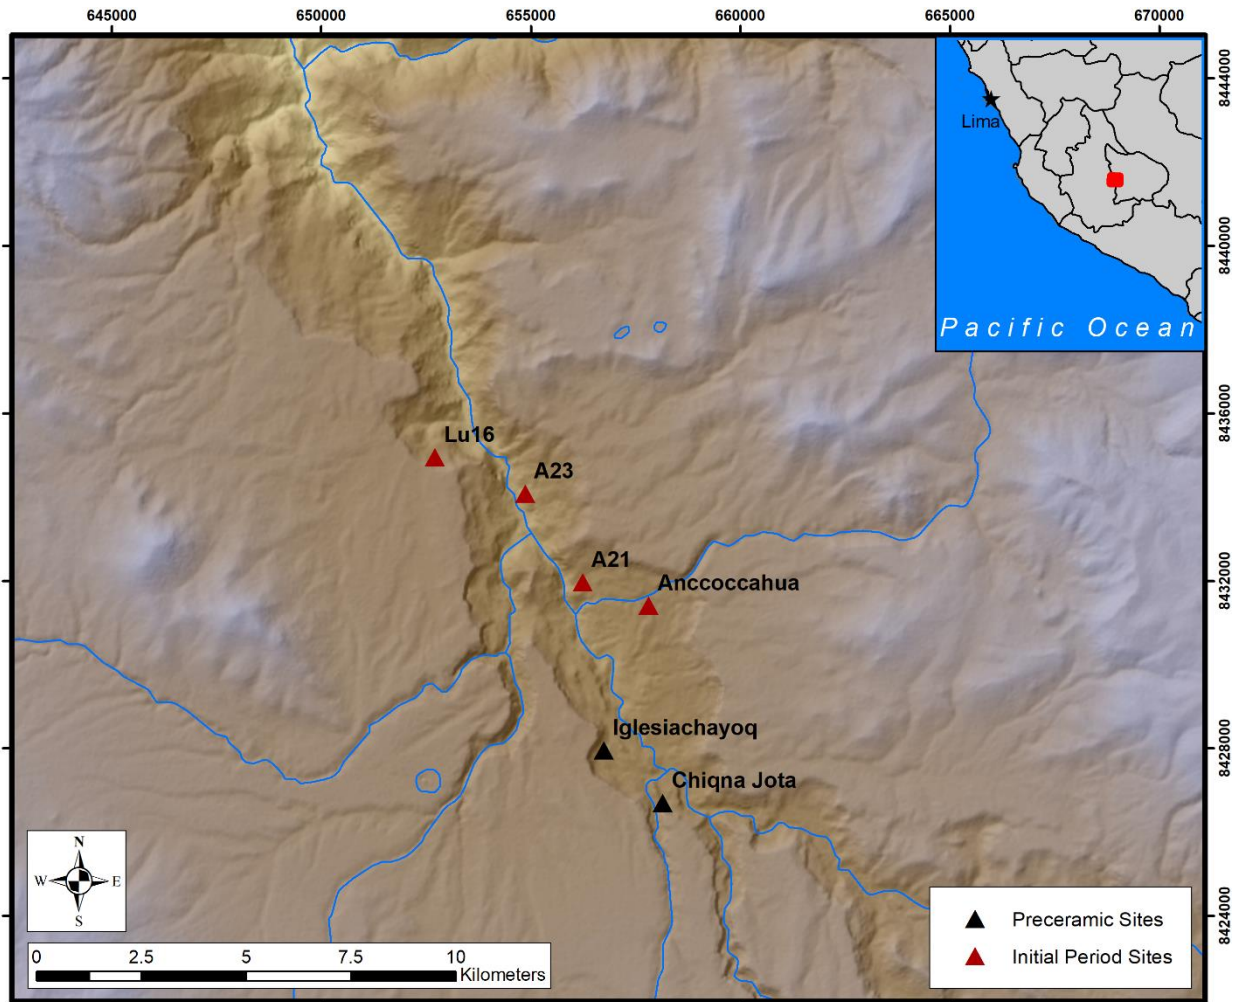 645000 650000 655000 660000 665000 670000
8444000
Lima
8440000
Pacific Ocean
8436000
Lu16
A23
A21
8432000
Anccoccahua
Iglesiachayoq
8428000
Chiqna Jota
N
W E
S
8424000
Preceramic Sites
Initial Period Sites
0 2.5 5 7.5 10
Kilometers